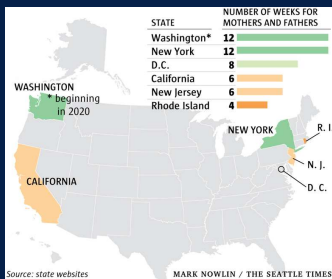 NUMBER OF WEEKS FOR
STATE MOTHERS AND FATHERS
Washington* 12
New York 12
D.C. 8
California 6
New Jersey 6
Rhode Island 4
WASHINGTON
* beginning
in 2020
NEW YORK
R. I.
N. J.
D. C.
CALIFORNIA
Source: state websites
MARK NOWLIN / THE SEATTLE TIMES